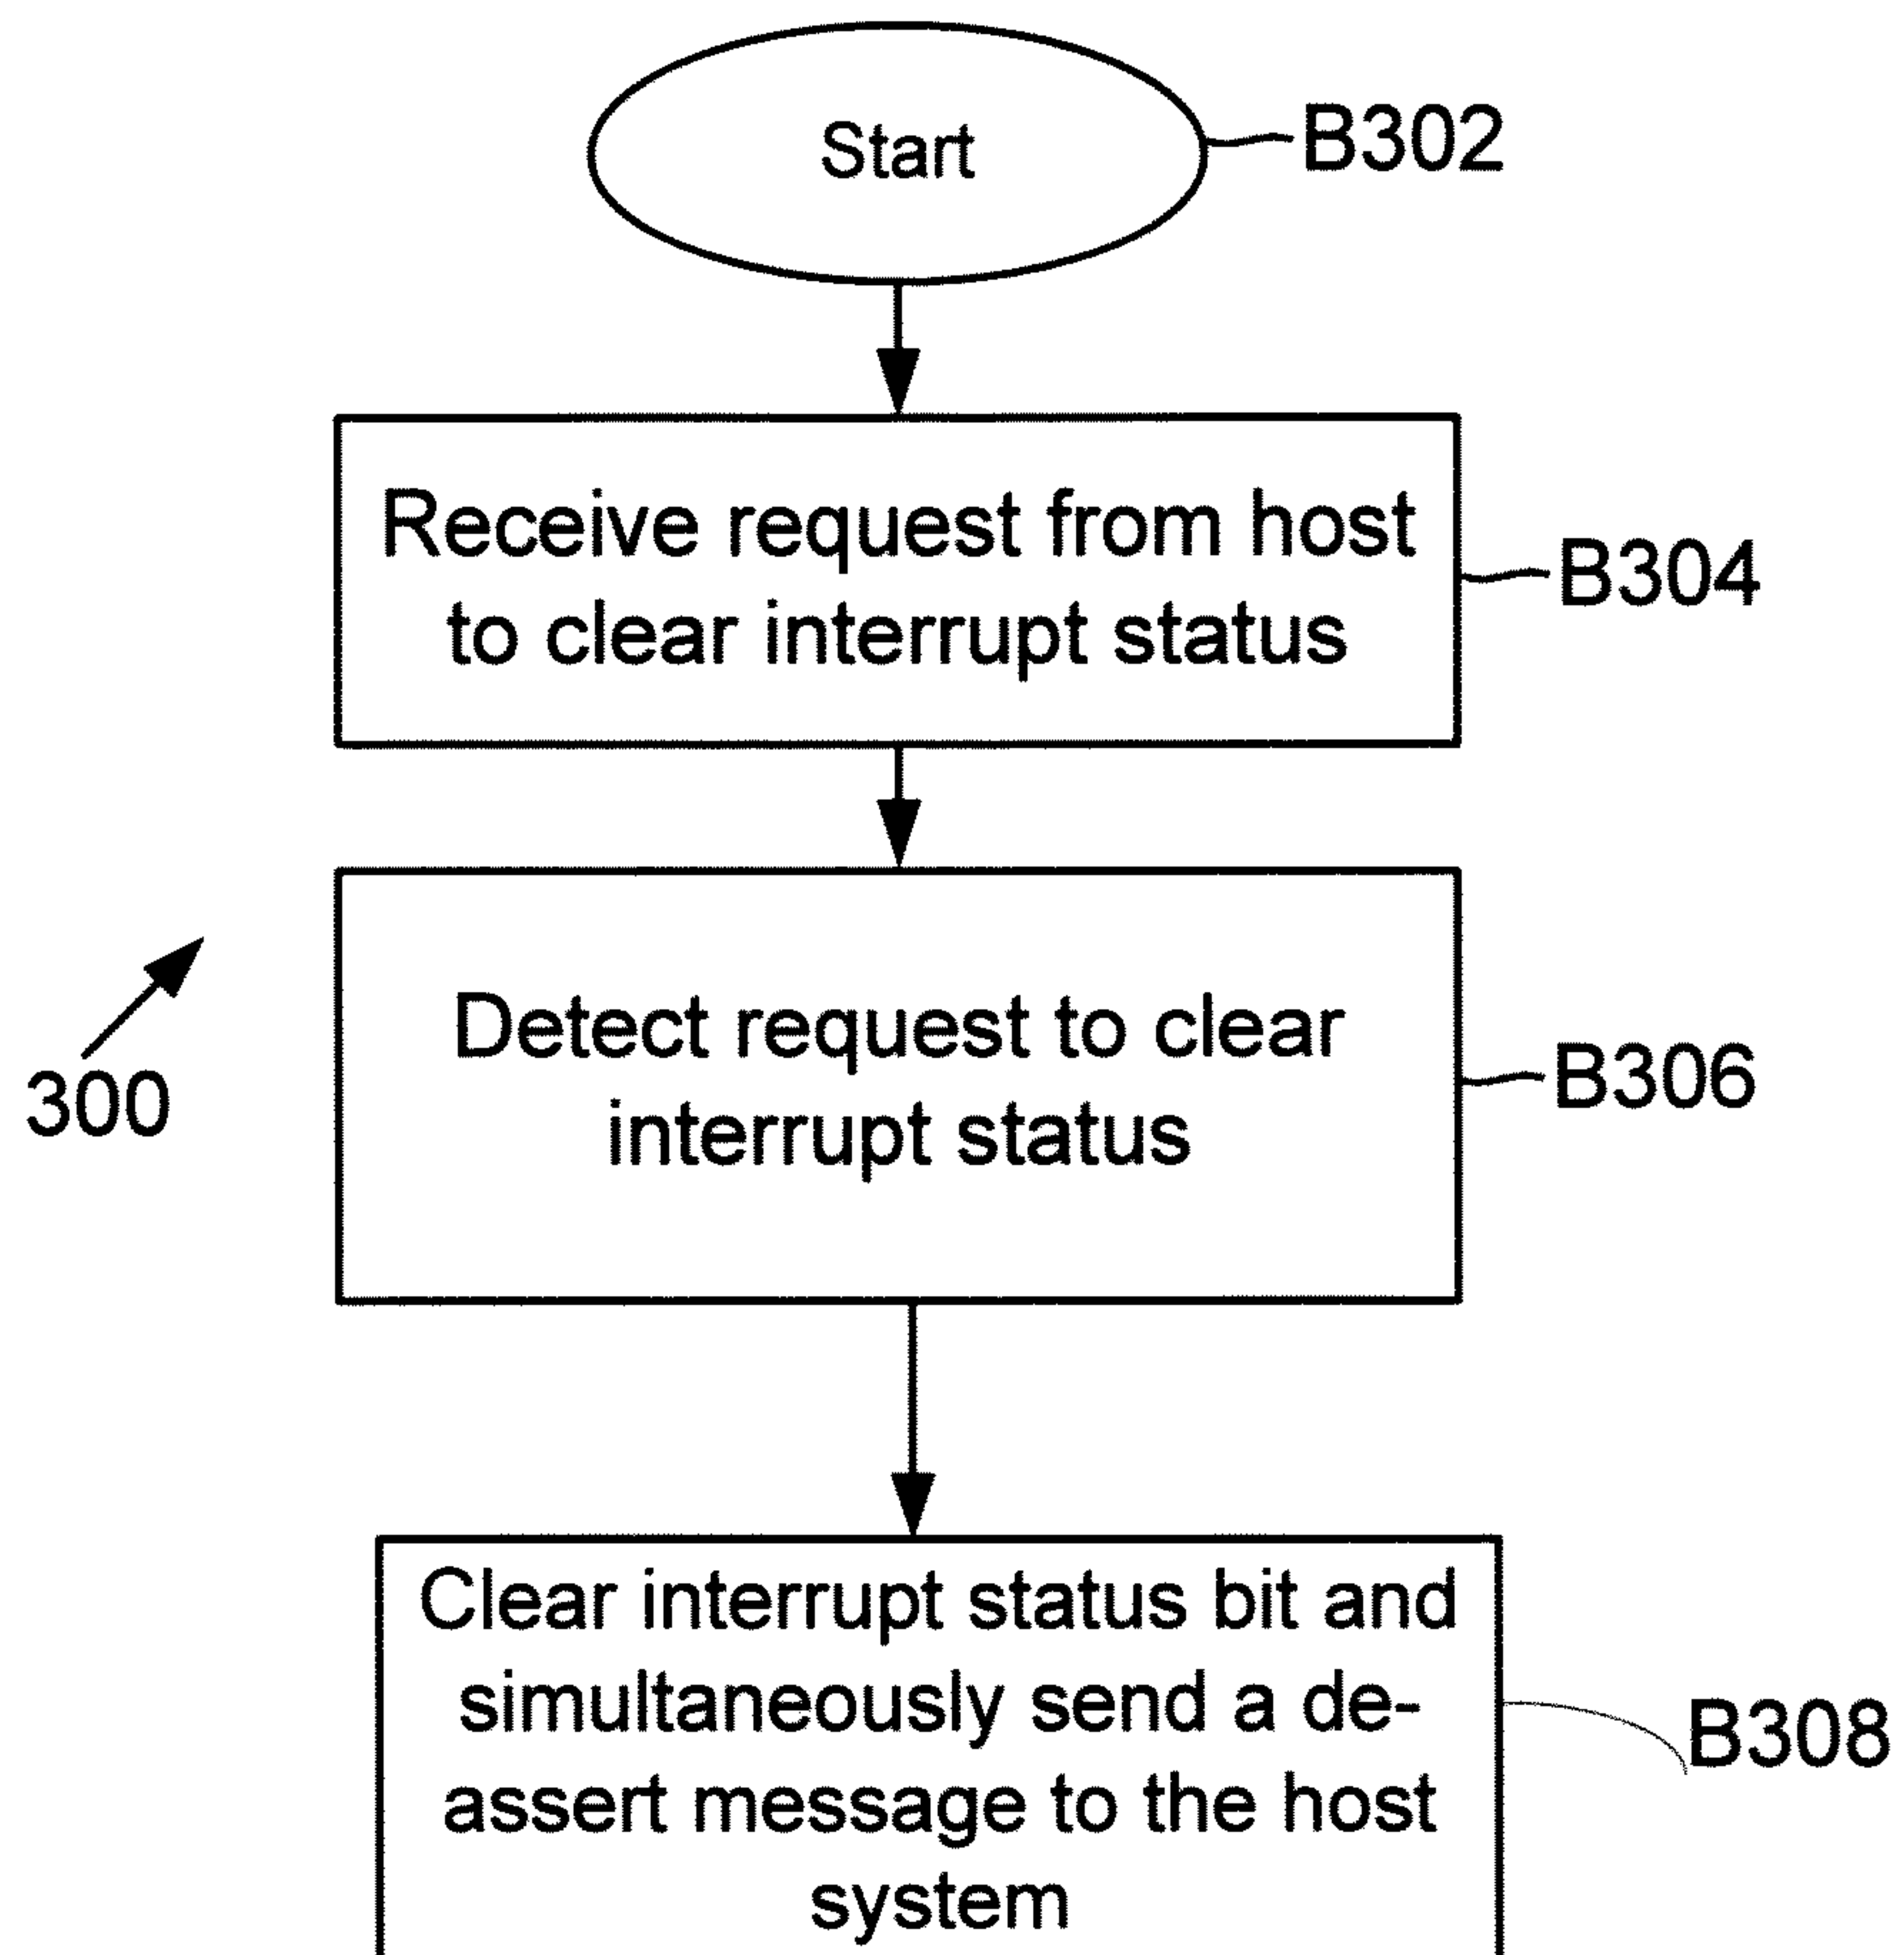 Start
B302
Receive request from host
to clear interrupt status
B304
Detect request to clear
interrupt status
B306
300
Clear interrupt status bit and
simultaneously send a de-
assert message to the host
system
B308